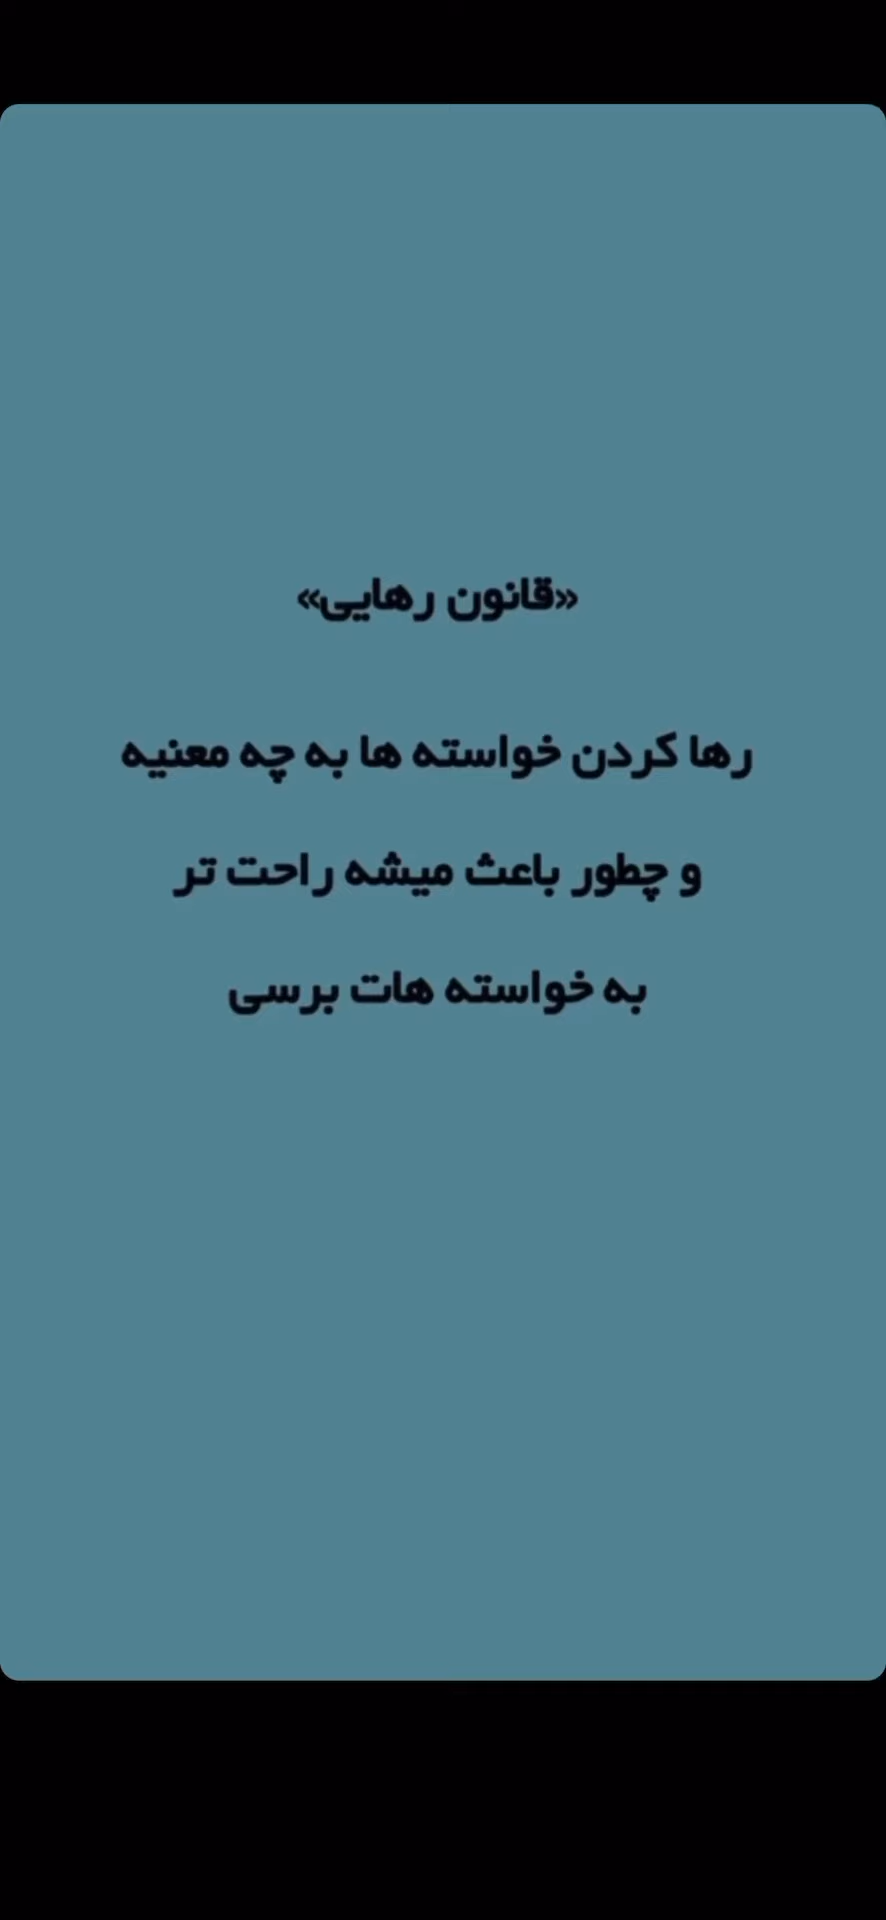 «قانون رهایی»
رها کردن خواسته ها به چه معنیه
و چطور باعث میشه راحت تر
به خواسته هات برسی